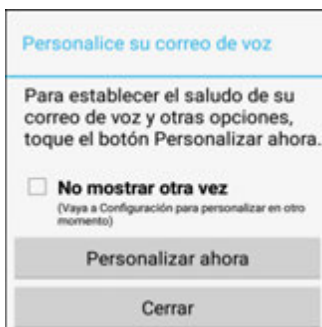 Personalice su correo de voz
Para establecer el saludo de su
correo de voz y otras opciones,
toque el botón Personalizar ahora.
No mostrar otra vez
(Vaya a Configuración para personalizar en otro
momento)
Personalizar ahora
Cerrar